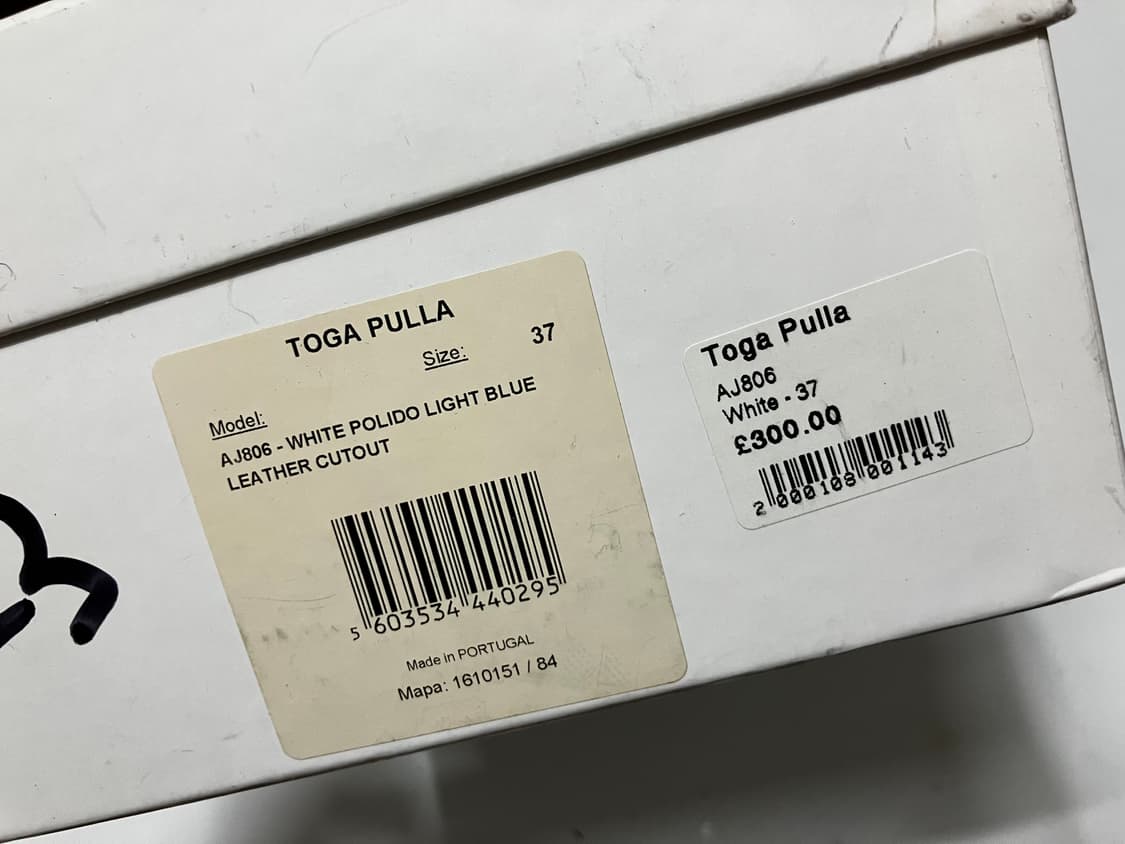 TOGA PULLA
Size: 37
Model:
AJ806 - WHITE POLIDO LIGHT BLUE
LEATHER CUTOUT
5 603534 440295
Made in PORTUGAL
Mapa: 1610151 / 84
Toga Pulla
AJ806
White - 37
£300.00
2 000108 001143